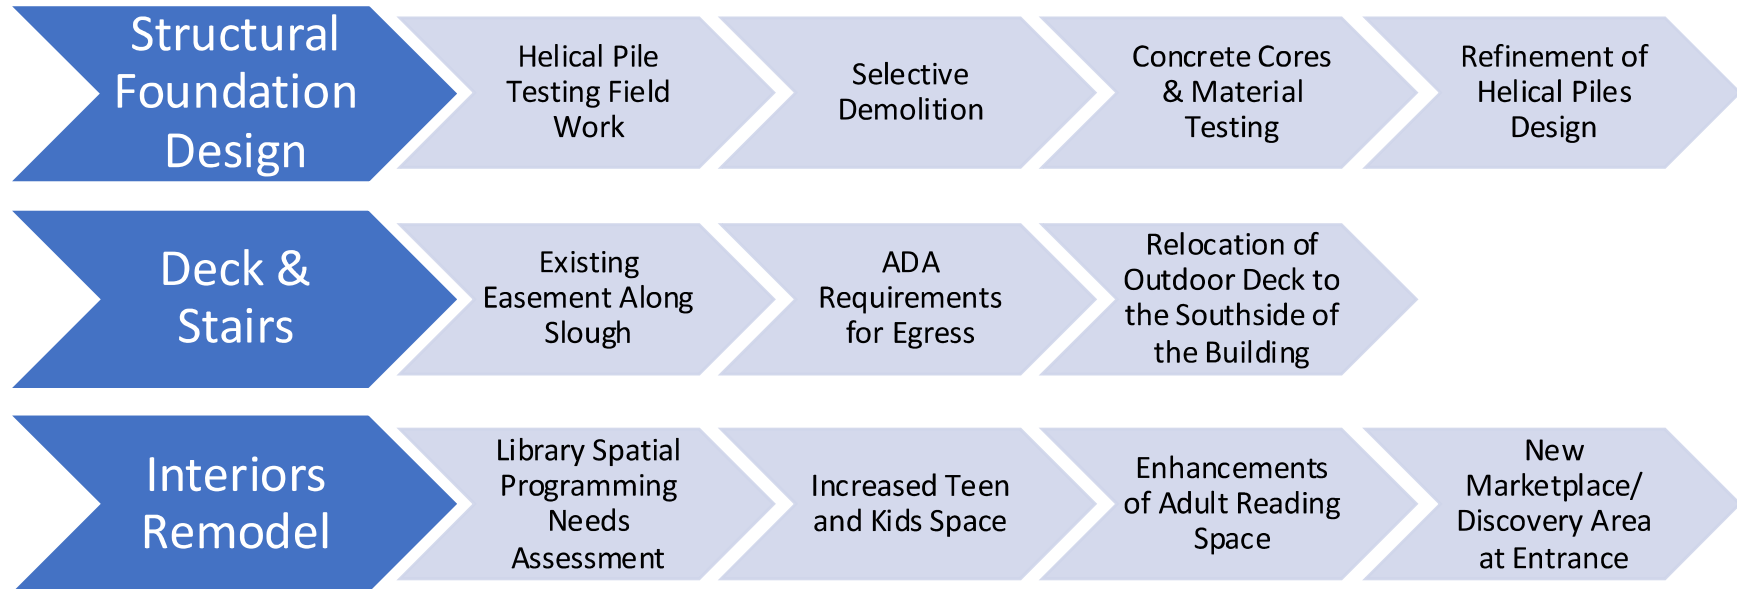 Structural
Foundation
Design
Helical Pile
Testing Field
Work
Selective
Demolition
Concrete Cores
& Material
Testing
Refinement of
Helical Piles
Design
Deck &
Stairs
Existing
Easement Along
Slough
ADA
Requirements
for Egress
Relocation of
Outdoor Deck to
the Southside of
the Building
Interiors
Remodel
Library Spatial
Programming
Needs
Assessment
Increased Teen
and Kids Space
Enhancements
of Adult Reading
Space
New
Marketplace/
Discovery Area
at Entrance